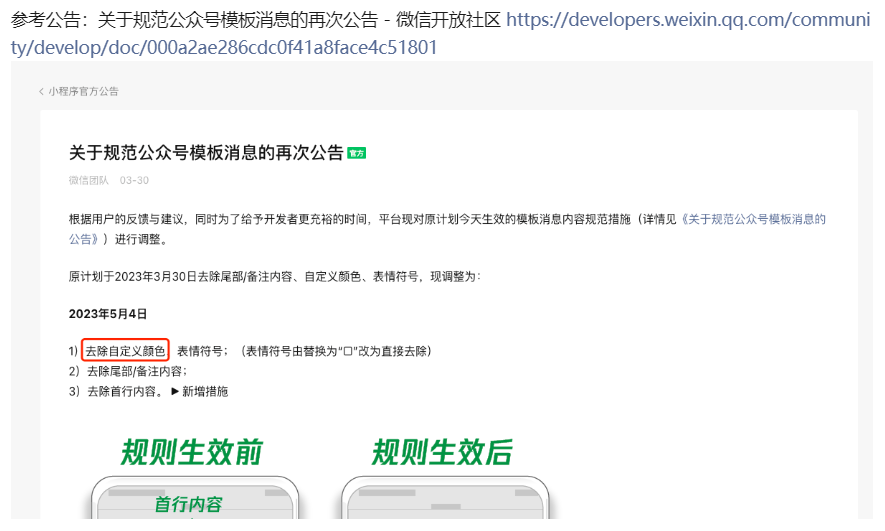 参考公告：关于规范公众号模板消息的再次公告 - 微信开放社区 https://developers.weixin.qq.com/communi
ty/develop/doc/000a2ae286cdc0f41a8face4c51801
< 小程序官方公告
关于规范公众号模板消息的再次公告 官方
微信团队 03-30
根据用户的反馈与建议，同时为了给予开发者更充裕的时间，平台现对原计划今天生效的模板消息内容规范措施（详情见《关于规范公众号模板消息的
公告》）进行调整。
原计划于2023年3月30日去除尾部/备注内容、自定义颜色、表情符号，现调整为：
2023年5月4日
1）去除自定义颜色、表情符号；（表情符号由替换为“□”改为直接去除）
2）去除尾部/备注内容；
3）去除首行内容。 ▶ 新增措施
规则生效前 规则生效后
首行内容